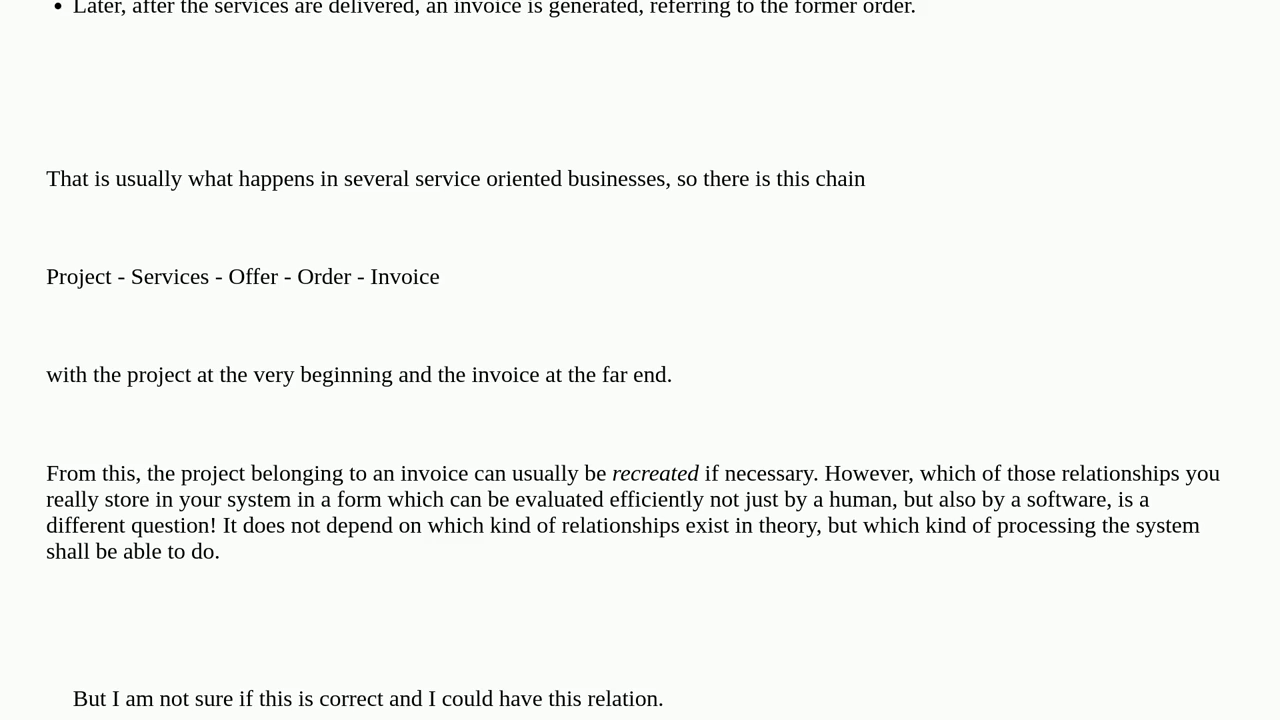 Later, after the services are delivered, an invoice is generated, referring to the former order.
That is usually what happens in several service oriented businesses, so there is this chain
Project - Services - Offer - Order - Invoice
with the project at the very beginning and the invoice at the far end.
From this, the project belonging to an invoice can usually be recreated if necessary. However, which of those relationships you
really store in your system in a form which can be evaluated efficiently not just by a human, but also by a software, is a
different question! It does not depend on which kind of relationships exist in theory, but which kind of processing the system
shall be able to do.
But I am not sure if this is correct and I could have this relation.